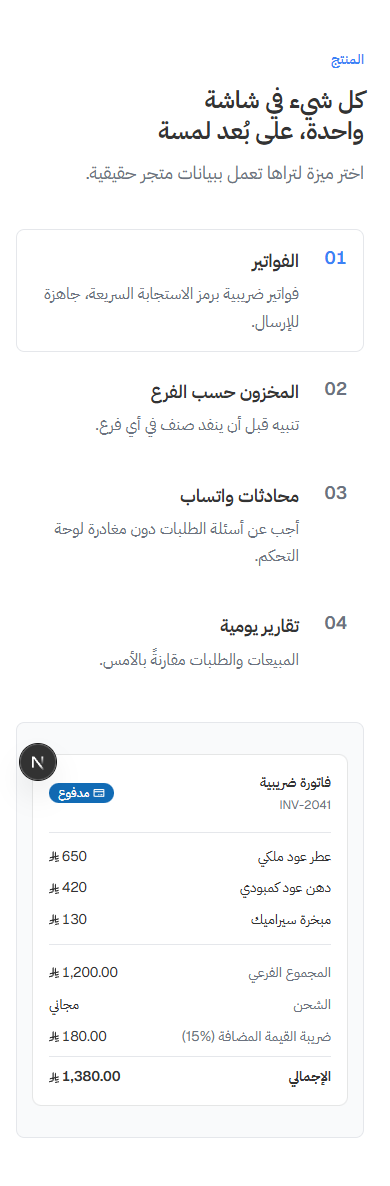 المنتج
كل شيء في شاشة
واحدة، على بُعد لمسة
اختر ميزة لتراها تعمل ببيانات متجر حقيقية.
01 الفواتير
فواتير ضريبية برمز الاستجابة السريعة، جاهزة
للإرسال.
02 المخزون حسب الفرع
تنبيه قبل أن ينفد صنف في أي فرع.
03 محادثات واتساب
أجب عن أسئلة الطلبات دون مغادرة لوحة
التحكم.
04 تقارير يومية
المبيعات والطلبات مقارنةً بالأمس.
N
فاتورة ضريبية
INV-2041
مدفوع
عطر عود ملكي 650 ⃁
دهن عود كمبودي 420 ⃁
مبخرة سيراميك 130 ⃁
المجموع الفرعي 1,200.00 ⃁
الشحن مجاني
ضريبة القيمة المضافة (15%) 180.00 ⃁
الإجمالي 1,380.00 ⃁